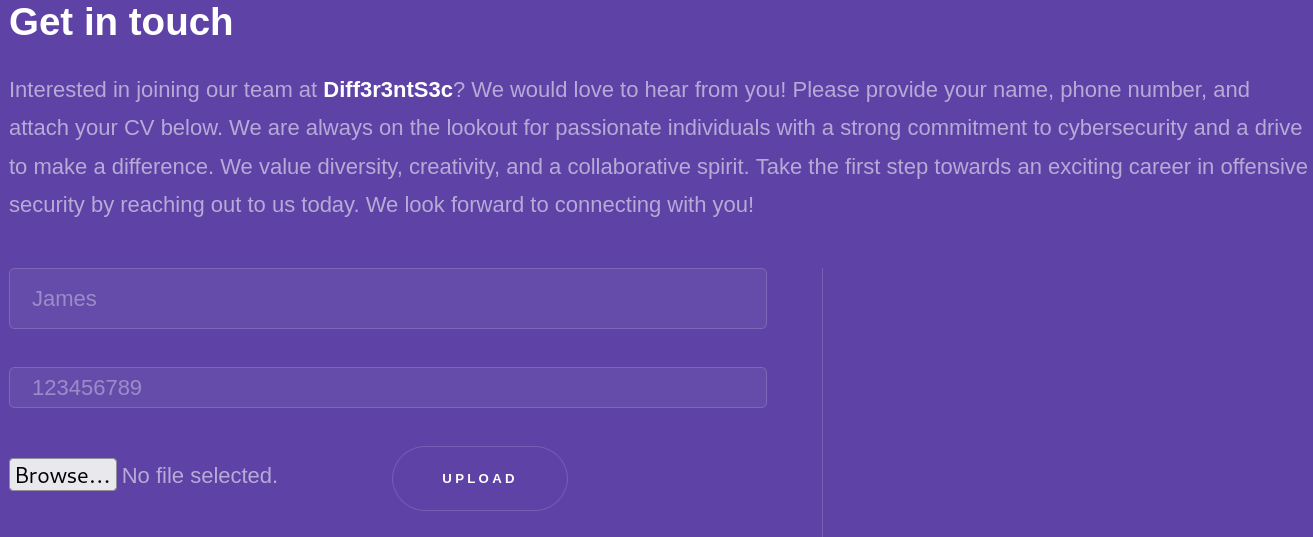 Get in touch
Interested in joining our team at Diff3r3ntS3c? We would love to hear from you! Please provide your name, phone number, and
attach your CV below. We are always on the lookout for passionate individuals with a strong commitment to cybersecurity and a drive
to make a difference. We value diversity, creativity, and a collaborative spirit. Take the first step towards an exciting career in offensive
security by reaching out to us today. We look forward to connecting with you!
James
123456789
Browse... No file selected. UPLOAD